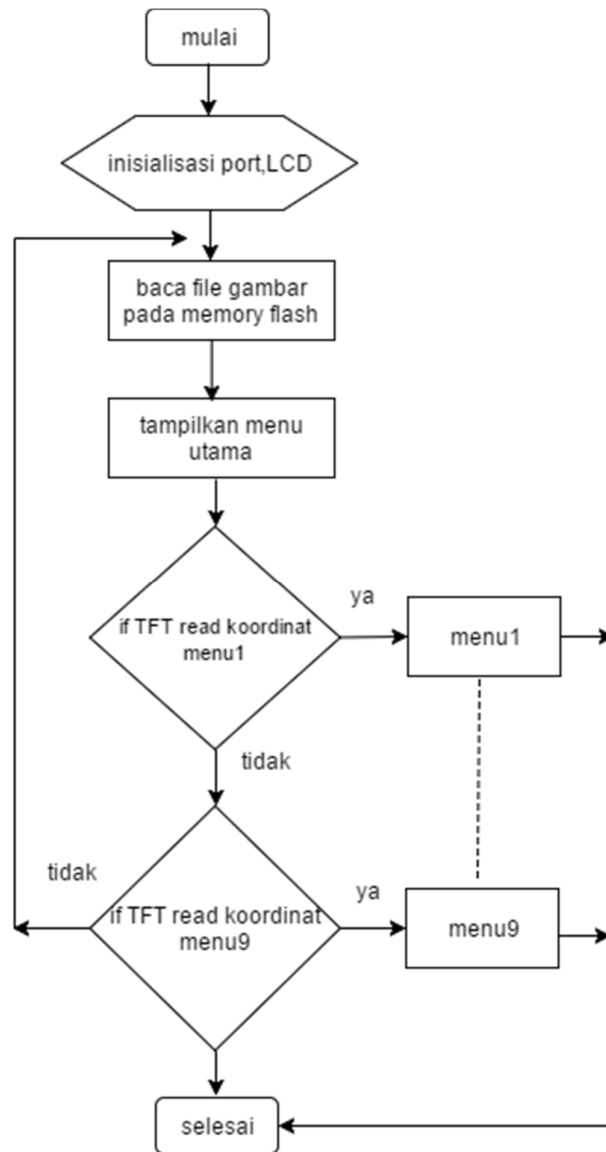 mulai
inisialisasi port,LCD
baca file gambar
pada memory flash
tampilkan menu
utama
if TFT read koordinat
menu1
ya
menu1
tidak
if TFT read koordinat
menu9
tidak
ya
menu9
selesai